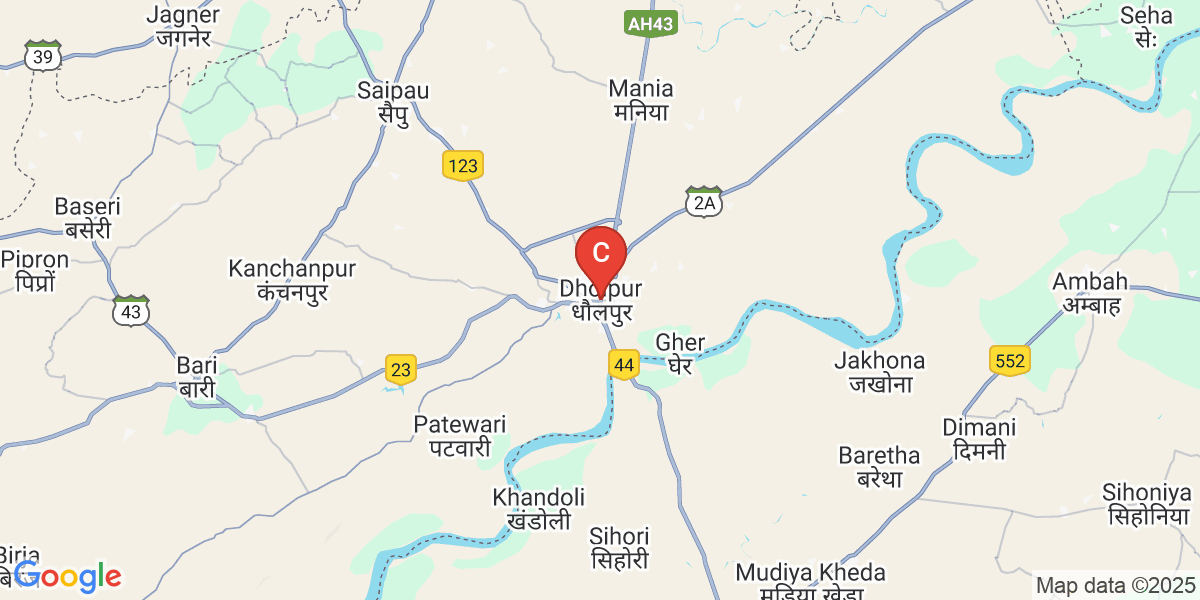 Jagner
जगनेर
39
AH43
Seha
सेः
Saipau
सैपु
Mania
मनिया
123
2A
Baseri
बसेरी
Pipron
पिप्रों
Kanchanpur
कंचनपुर
43
C
Dholpur
धौलपुर
Ambah
अम्बाह
Gher
घेर
44
23
Bari
बारी
Jakhona
जखोना
552
Patewari
पटवारी
Dimani
दिमनी
Baretha
बरेथा
Khandoli
खंडोली
Sihoniya
सिहोनिया
Sihori
सिहोरी
Mudiya Kheda
मुड़िया खेड़ा
Google
Map data ©2025